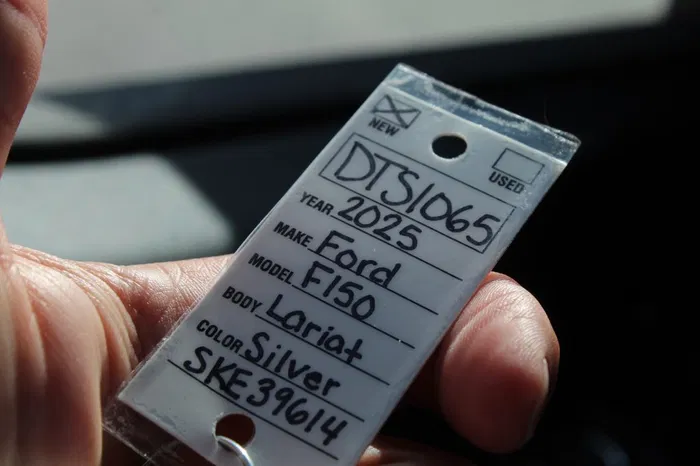 NEW
USED
DTS1065
YEAR 2025
MAKE Ford
MODEL F150
BODY Lariat
COLOR Silver
SKE39614